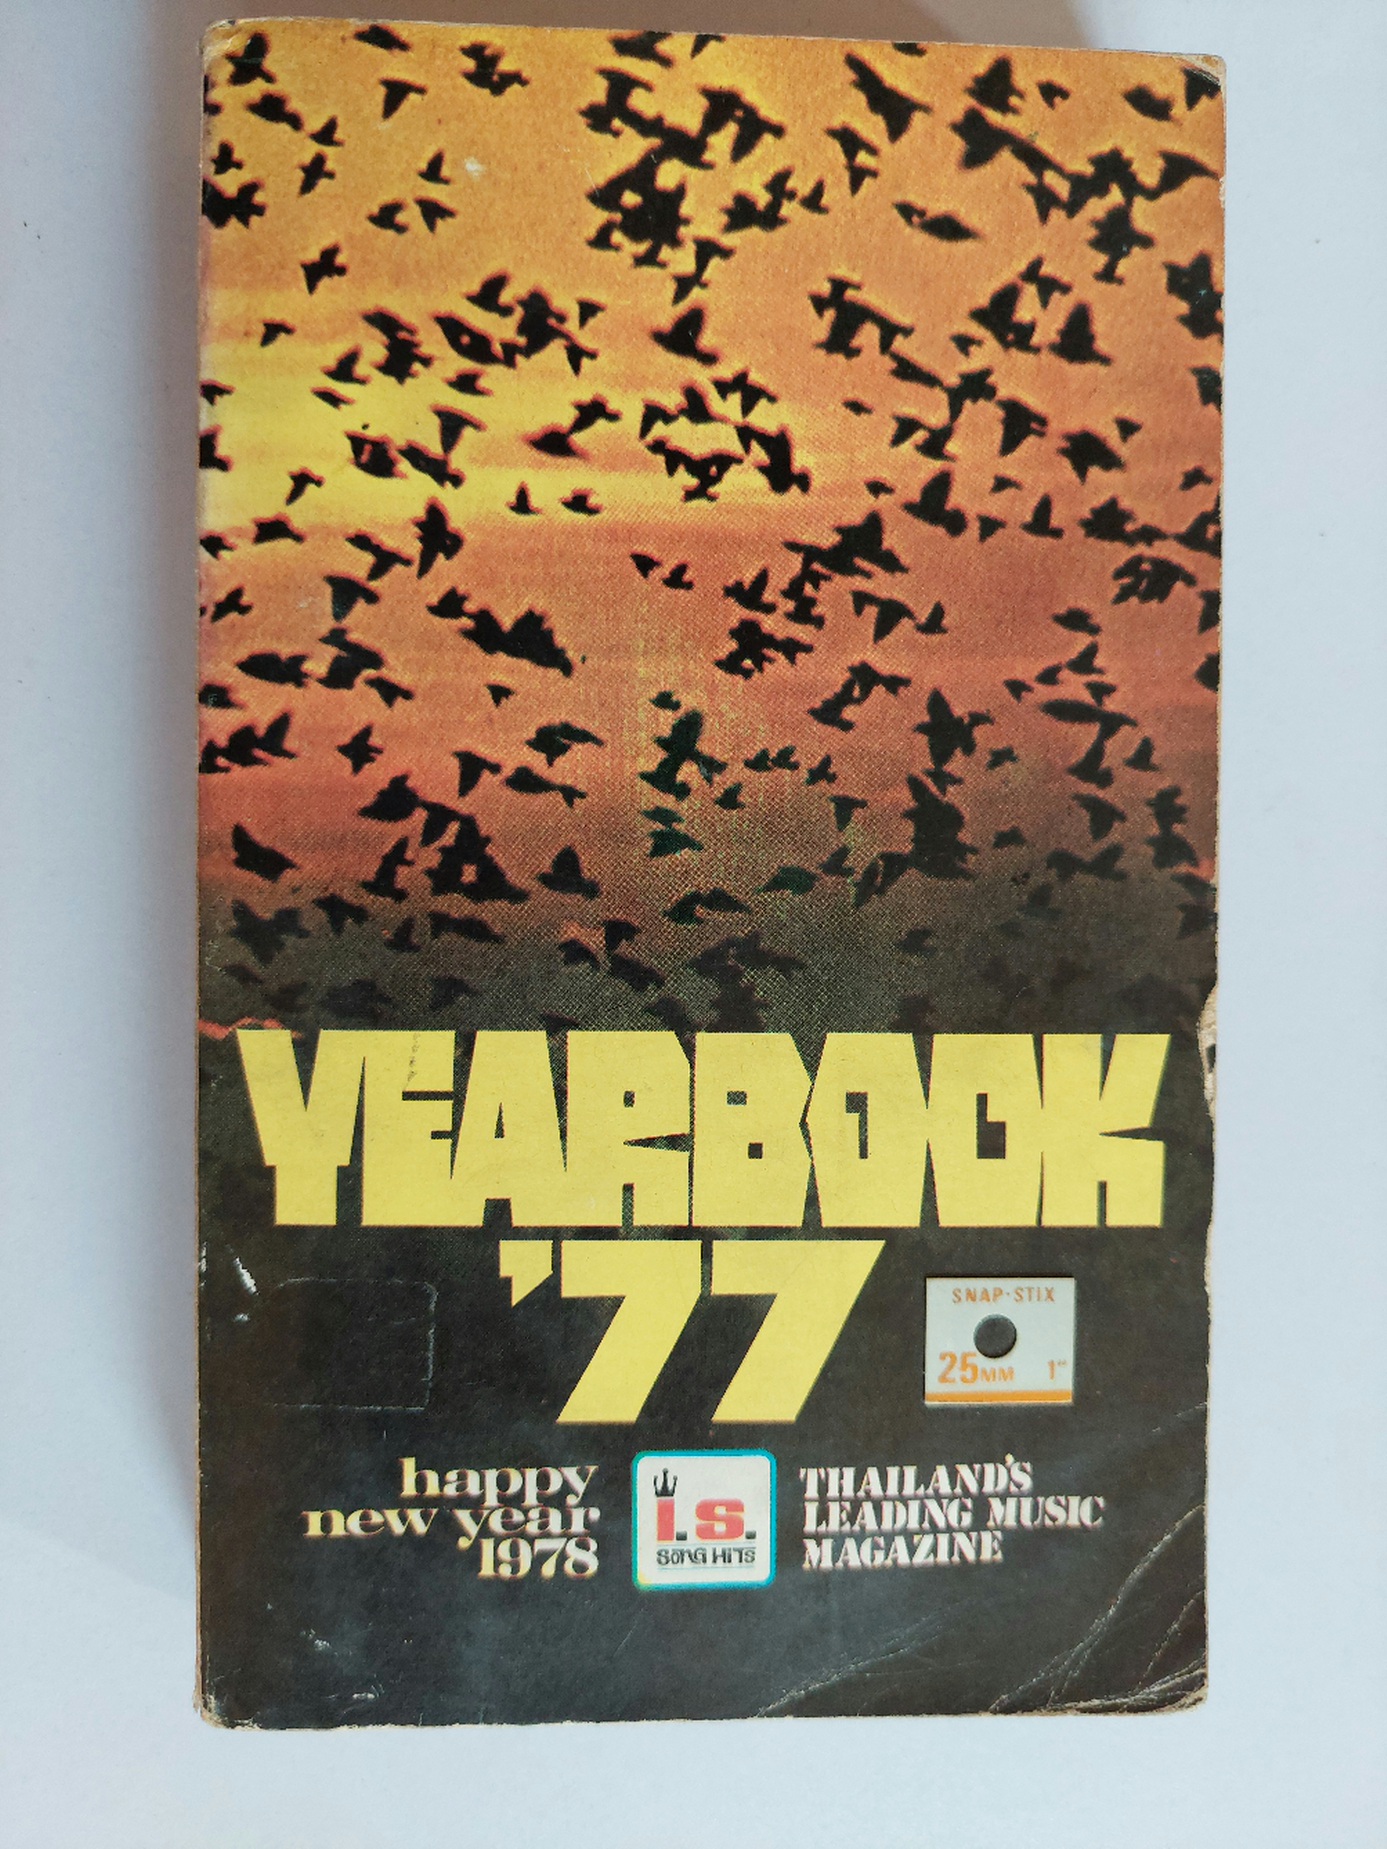 YEARBOOK
'77
SNAP·STIX
25MM 1"
happy
new year
1978
i.s.
SONG HITS
THAILAND'S
LEADING MUSIC
MAGAZINE